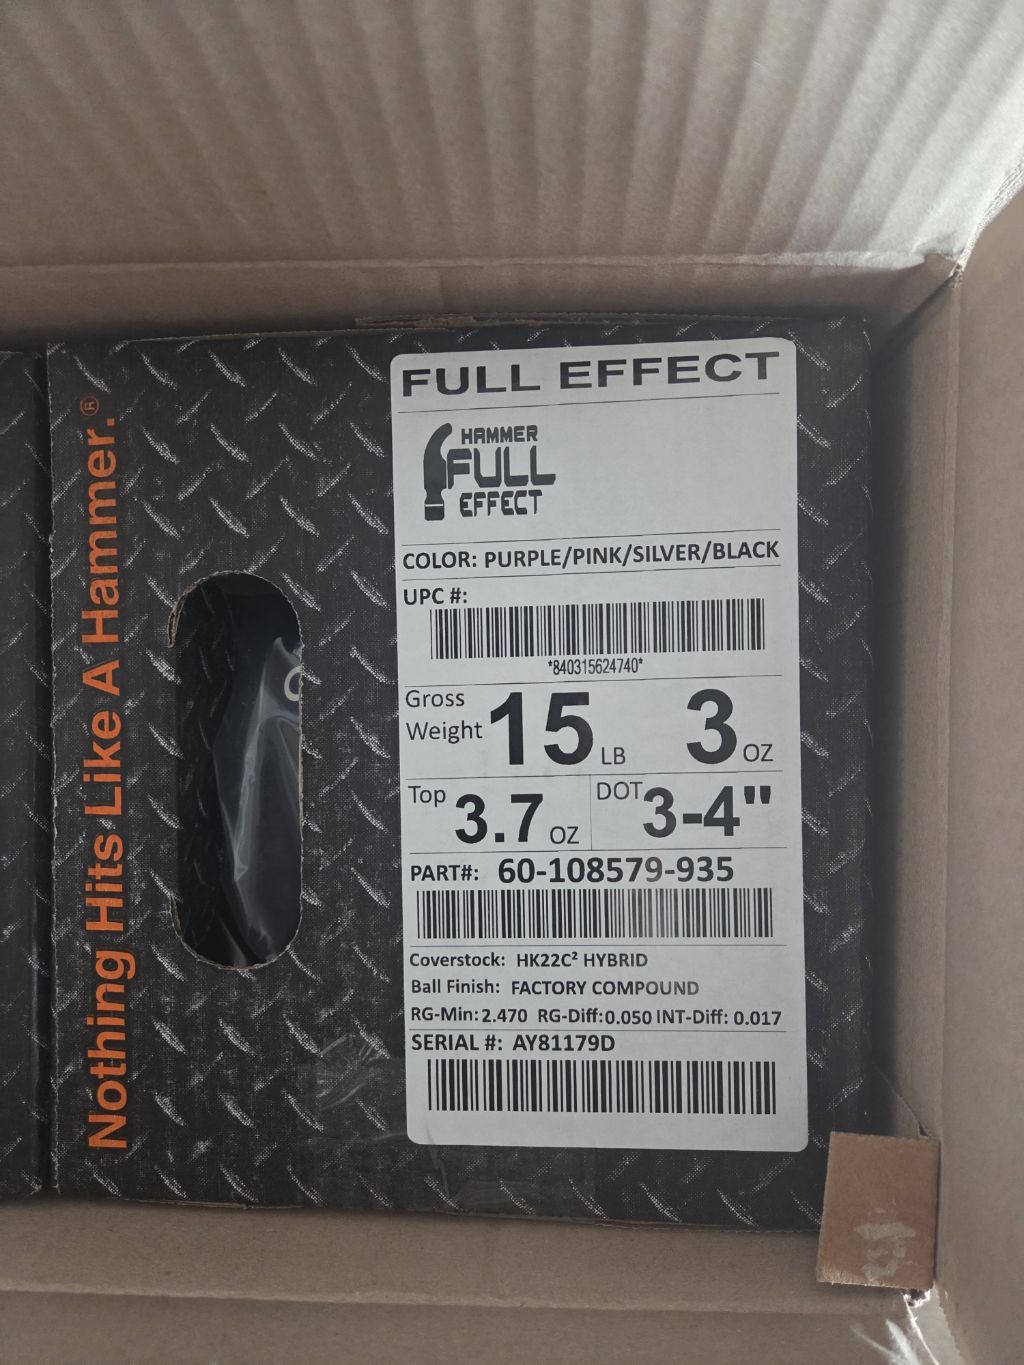 Nothing Hits Like A Hammer.®
FULL EFFECT
HAMMER
FULL
EFFECT
COLOR: PURPLE/PINK/SILVER/BLACK
UPC #:
*840315624740*
Gross Weight 15 LB 3 OZ
Top 3.7 OZ DOT 3-4"
PART#: 60-108579-935
Coverstock: HK22C² HYBRID
Ball Finish: FACTORY COMPOUND
RG-Min: 2.470 RG-Diff: 0.050 INT-Diff: 0.017
SERIAL #: AY81179D